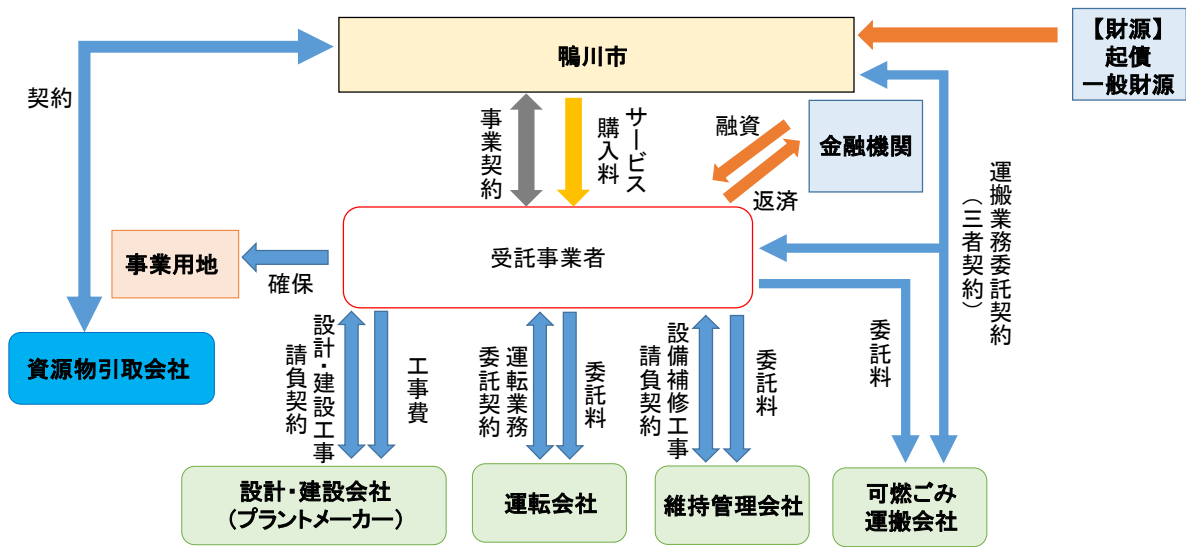 【財源】
起債
一般財源
鴨川市
契約
事業契約
サービス
購入料
融資
返済
金融機関
運搬業務委託契約
（三者契約）
受託事業者
事業用地
確保
資源物引取会社
設計・建設工事
請負契約
工事費
運転業務
委託契約
委託料
設備補修工事
請負契約
委託料
委託料
設計・建設会社
（プラントメーカー）
運転会社
維持管理会社
可燃ごみ
運搬会社